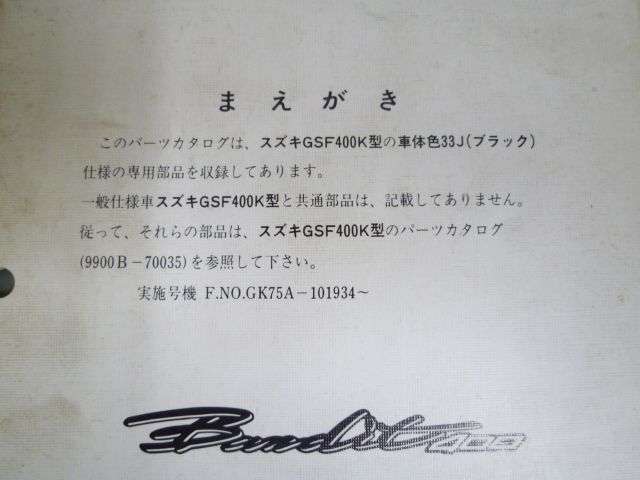 まえがき
このパーツカタログは、スズキGSF400K型の車体色33J(ブラック)
仕様の専用部品を収録してあります。
一般仕様車スズキGSF400K型と共通部品は、記載してありません。
従って、それらの部品は、スズキGSF400K型のパーツカタログ
(9900B-70035)を参照して下さい。
実施号機 F.NO.GK75A-101934~
Bandit 400